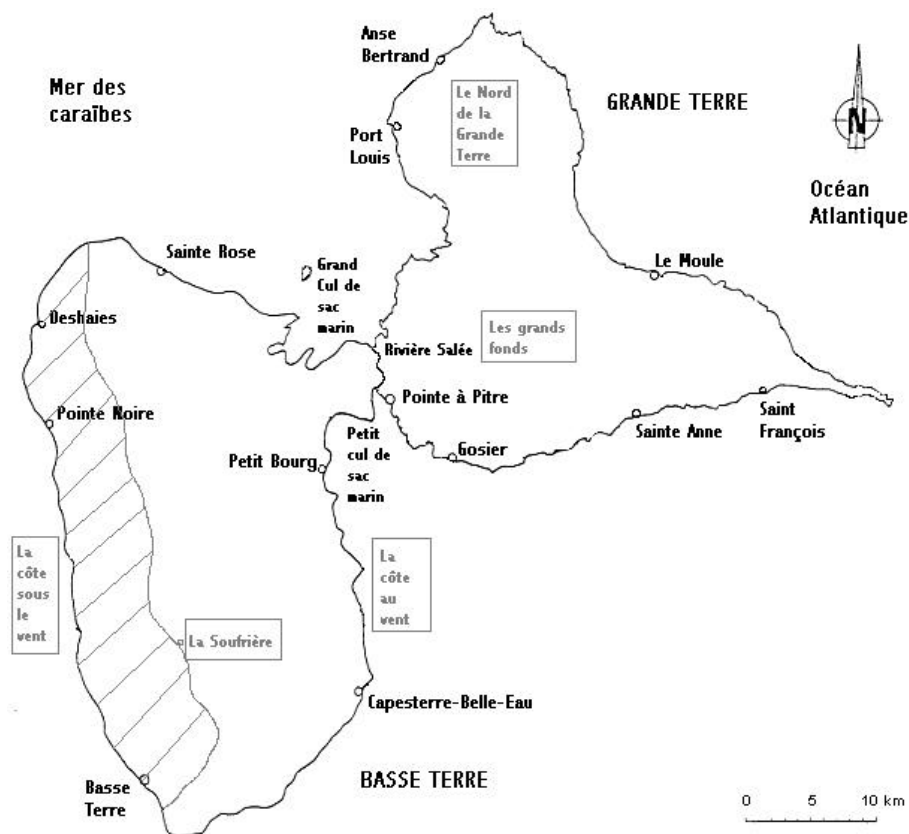 Anse
Bertrand
Mer des
caraïbes
Le Nord
de la
Grande
Terre
GRANDE TERRE
N
Port
Louis
Océan
Atlantique
Sainte Rose
Grand
Cul de
sac
marin
Le Moule
Deshaies
Rivière Salée
Les grands
fonds
Pointe Noire
Pointe à Pitre
Saint
François
Sainte Anne
Petit Bourg
Petit
cul de
sac
marin
Gosier
La
côte
sous
le
vent
La
côte
au
vent
La Soufrière
Capesterre-Belle-Eau
Basse
Terre
BASSE TERRE
0 5 10 km